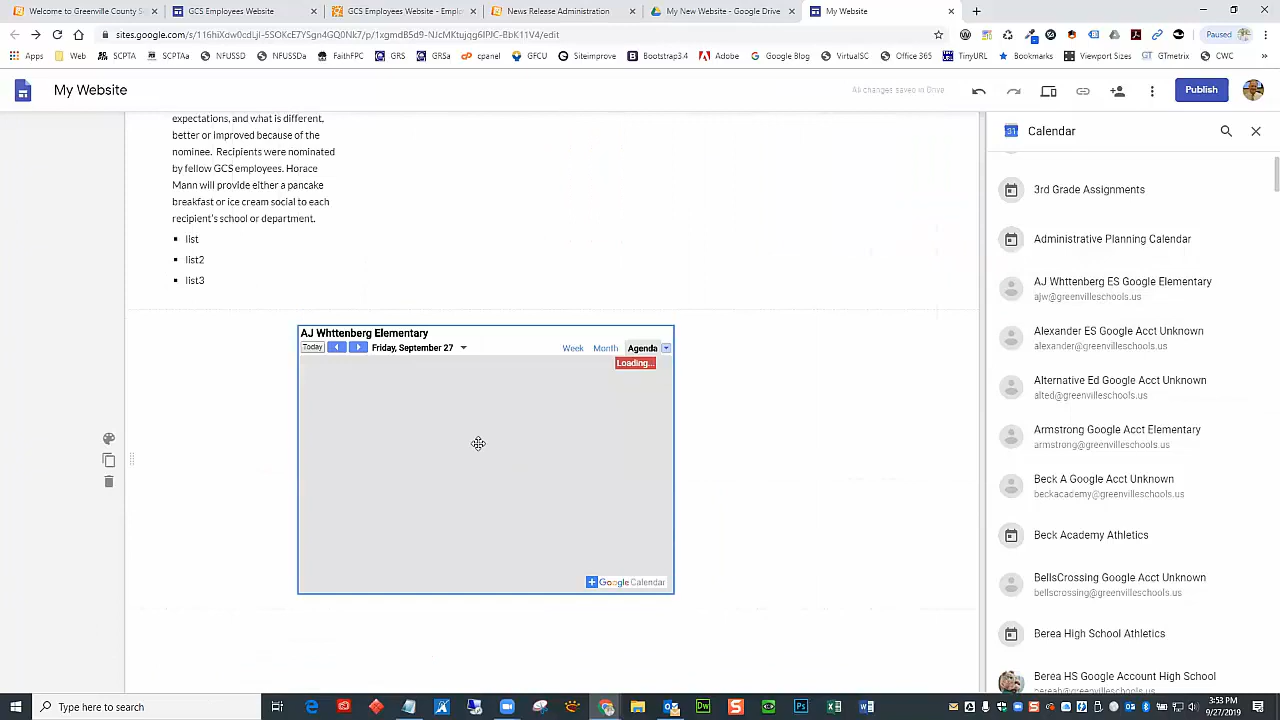 Welcome to Greenville County S
GCS Employees Website
GCS Employees Website - Emplo
News Release Administration
My New Website - Google Drive
My Website
Paused
Apps
Web
SCPTA
SCPTAa
NFUSSD
NFUSSDa
FaithFPC
GRS
GRSa
cpanel
GFCU
Siteimprove
Bootstrap3.4
Adobe
Google Blog
VirtualSC
Office 365
TinyURL
Bookmarks
Viewport Sizes
GTmetrix
CWC
My Website
All changes saved in Drive
Publish
expectations, and what is different,
better or improved because of the
nominee. Recipients were nominated
by fellow GCS employees. Horace
Mann will provide either a pancake
breakfast or ice cream social to each
recipient's school or department.
list
list2
list3
AJ Whttenberg Elementary
Today
Friday, September 27
Week
Month
Agenda
Loading...
Google Calendar
Calendar
3rd Grade Assignments
Administrative Planning Calendar
AJ Whttenberg ES Google Elementary
ajw@greenvilleschools.us
Alexander ES Google Acct Unknown
alexander@greenvilleschools.us
Alternative Ed Google Acct Unknown
alted@greenvilleschools.us
Armstrong Google Acct Elementary
armstrong@greenvilleschools.us
Beck A Google Acct Unknown
beckacademy@greenvilleschools.us
Beck Academy Athletics
BellsCrossing Google Acct Unknown
bellscrossing@greenvilleschools.us
Berea High School Athletics
Berea HS Google Account High School
Type here to search
3:53 PM
9/27/2019